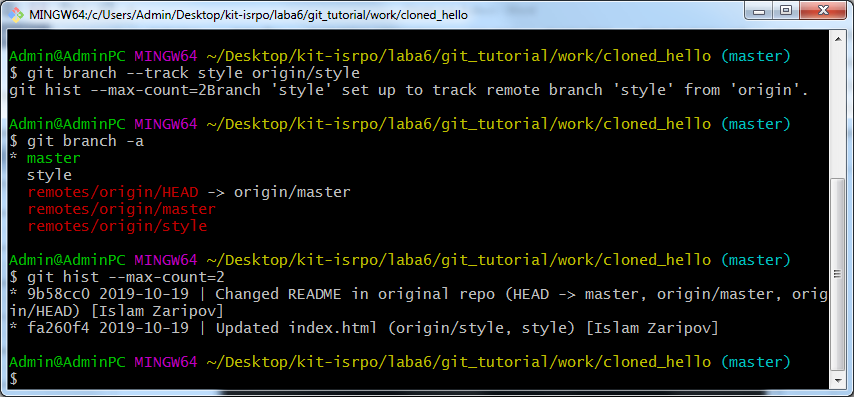 MINGW64:/c/Users/Admin/Desktop/kit-isrpo/laba6/git_tutorial/work/cloned_hello
Admin@AdminPC MINGW64 ~/Desktop/kit-isrpo/laba6/git_tutorial/work/cloned_hello (master)
$ git branch --track style origin/style
git hist --max-count=2Branch 'style' set up to track remote branch 'style' from 'origin'.
Admin@AdminPC MINGW64 ~/Desktop/kit-isrpo/laba6/git_tutorial/work/cloned_hello (master)
$ git branch -a
* master
style
remotes/origin/HEAD -> origin/master
remotes/origin/master
remotes/origin/style
Admin@AdminPC MINGW64 ~/Desktop/kit-isrpo/laba6/git_tutorial/work/cloned_hello (master)
$ git hist --max-count=2
* 9b58cc0 2019-10-19 | Changed README in original repo (HEAD -> master, origin/master, orig
in/HEAD) [Islam Zaripov]
* fa260f4 2019-10-19 | Updated index.html (origin/style, style) [Islam Zaripov]
Admin@AdminPC MINGW64 ~/Desktop/kit-isrpo/laba6/git_tutorial/work/cloned_hello (master)
$